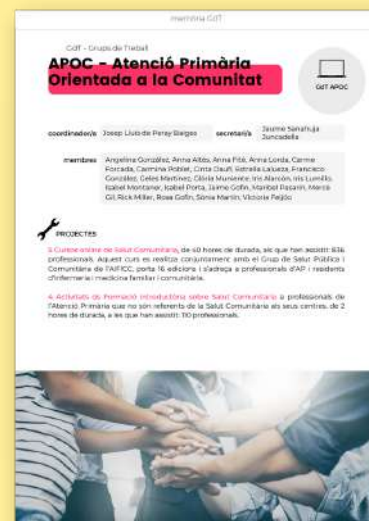 memòria GdT
GdT - Grups de Treball
APOC - Atenció Primària
Orientada a la Comunitat
GdT APOC
coordinador/a Josep Lluís de Peray Baiges secretari/a Jaume Sanahuja
Juncadella
membres Angelina González, Anna Altés, Anna Fité, Anna Lorda, Carme
Forcada, Carmina Poblet, Cinta Daufí, Estrella Lalueza, Francisco
González, Geles Martínez, Glòria Muniente, Iris Alarcón, Iris Lumillo,
Isabel Montaner, Isabel Porta, Jaime Gofin, Maribel Pasarín, Mercè
Gil, Rick Miller, Rosa Gofin, Sònia Martín, Victoria Feijóo
PROJECTES
5 Cursos online de Salut Comunitària, de 40 hores de durada, als que han assistit: 836
professionals. Aquest curs es realitza conjuntament amb el Grup de Salut Pública i
Comunitària de l'AIFICC, porta 16 edicions i s'adreça a professionals d'AP i residents
d'infermeria i medicina familiar i comunitària.
4 Activitats de Formació Introductòria sobre Salut Comunitària a professionals de
l'Atenció Primària que no són referents de la Salut Comunitària als seus centres, de 2
hores de durada, a les que han assistit: 110 professionals.